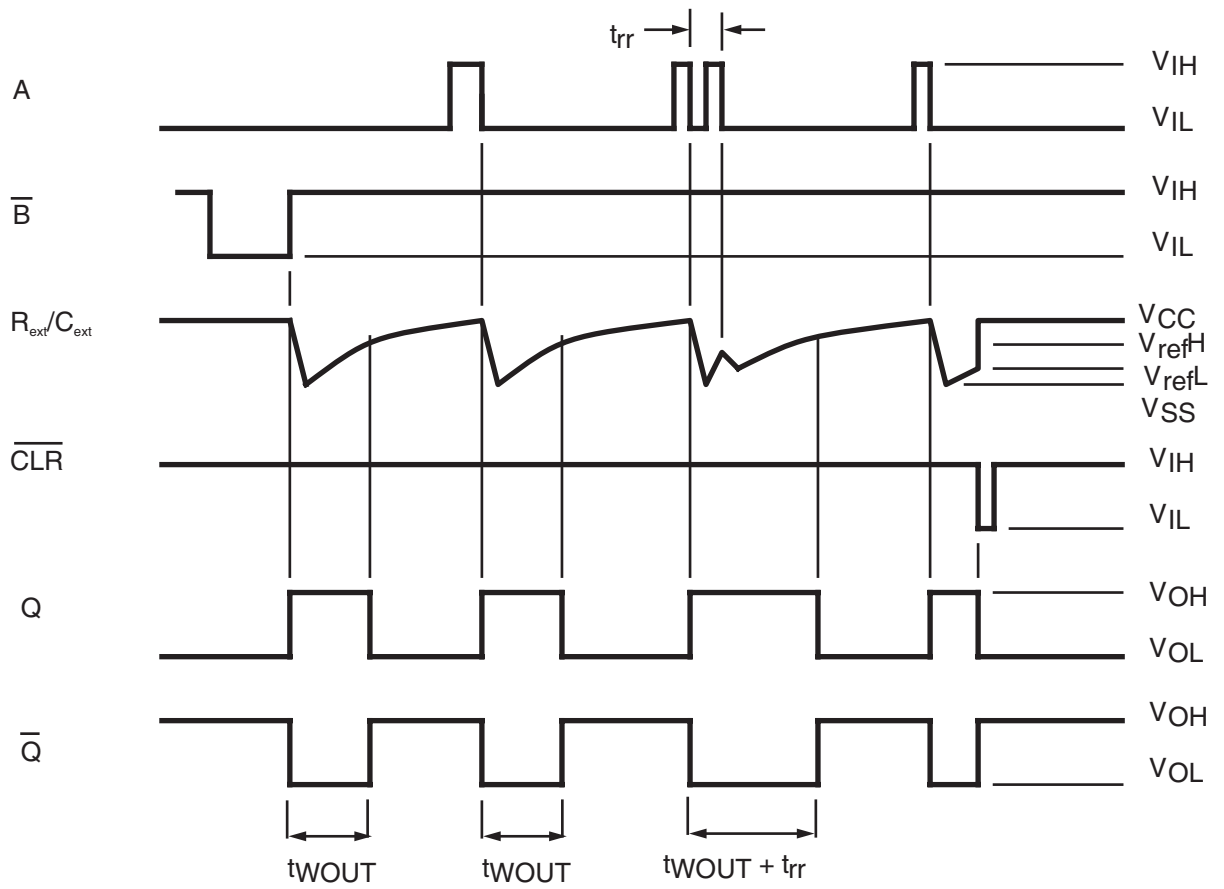 trr
A
VIH
VIL
B
VIH
VIL
Rext/Cext
VCC
VrefH
VrefL
VSS
CLR
VIH
VIL
Q
VOH
VOL
Q
VOH
VOL
tWOUT
tWOUT
tWOUT + trr